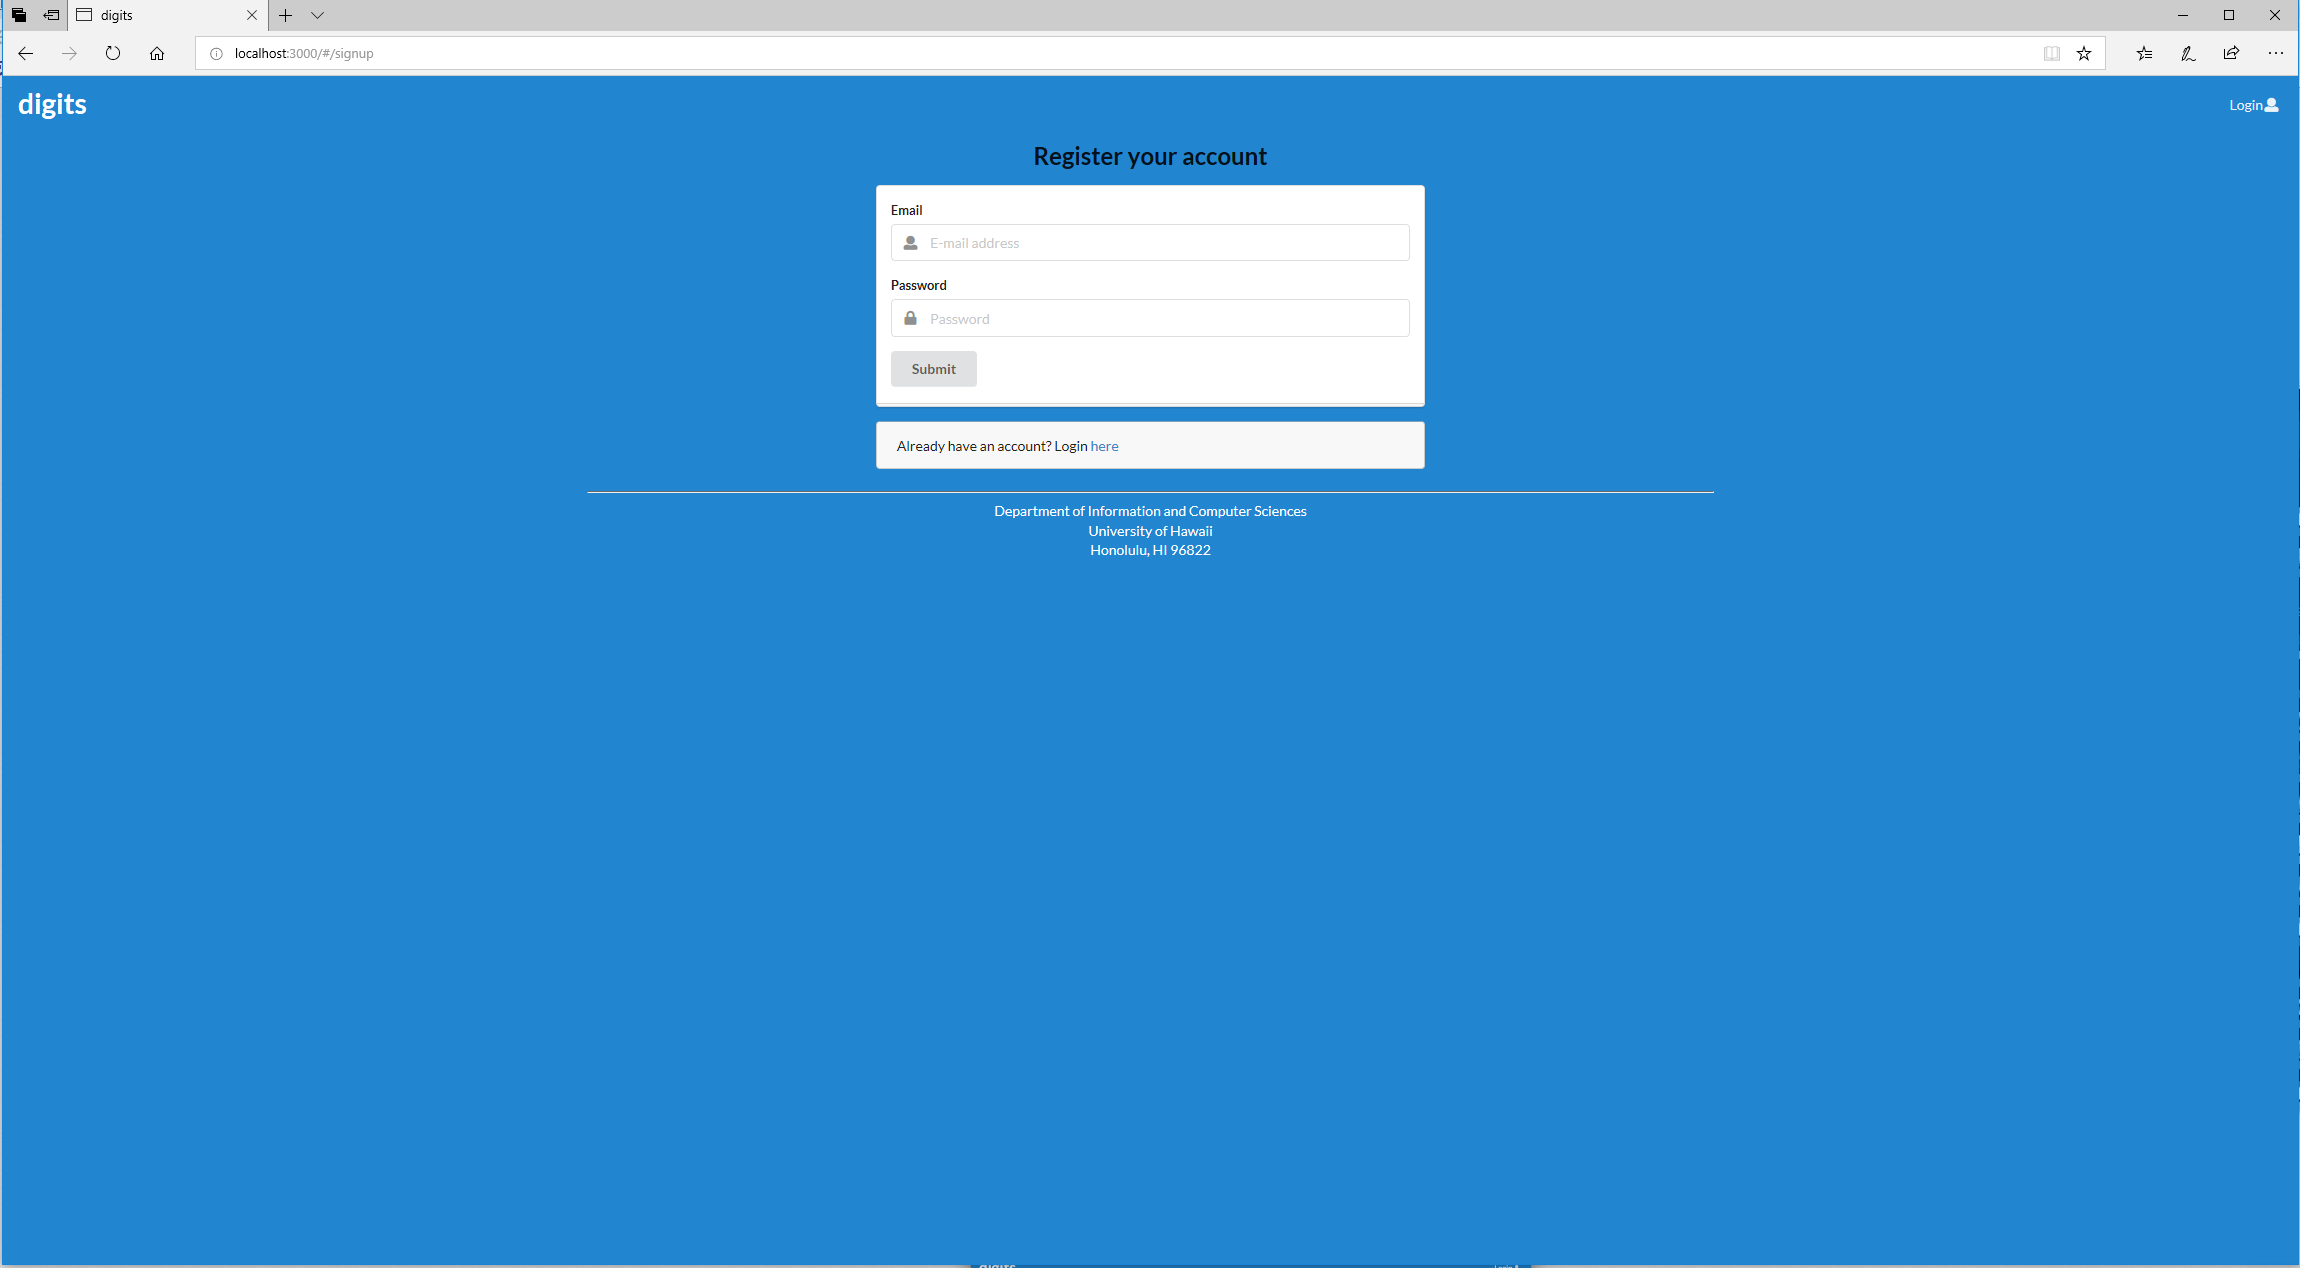 digits
localhost:3000/#/signup
digits
Login
Register your account
Email
E-mail address
Password
Password
Submit
Already have an account? Login here
Department of Information and Computer Sciences
University of Hawaii
Honolulu, HI 96822
digits